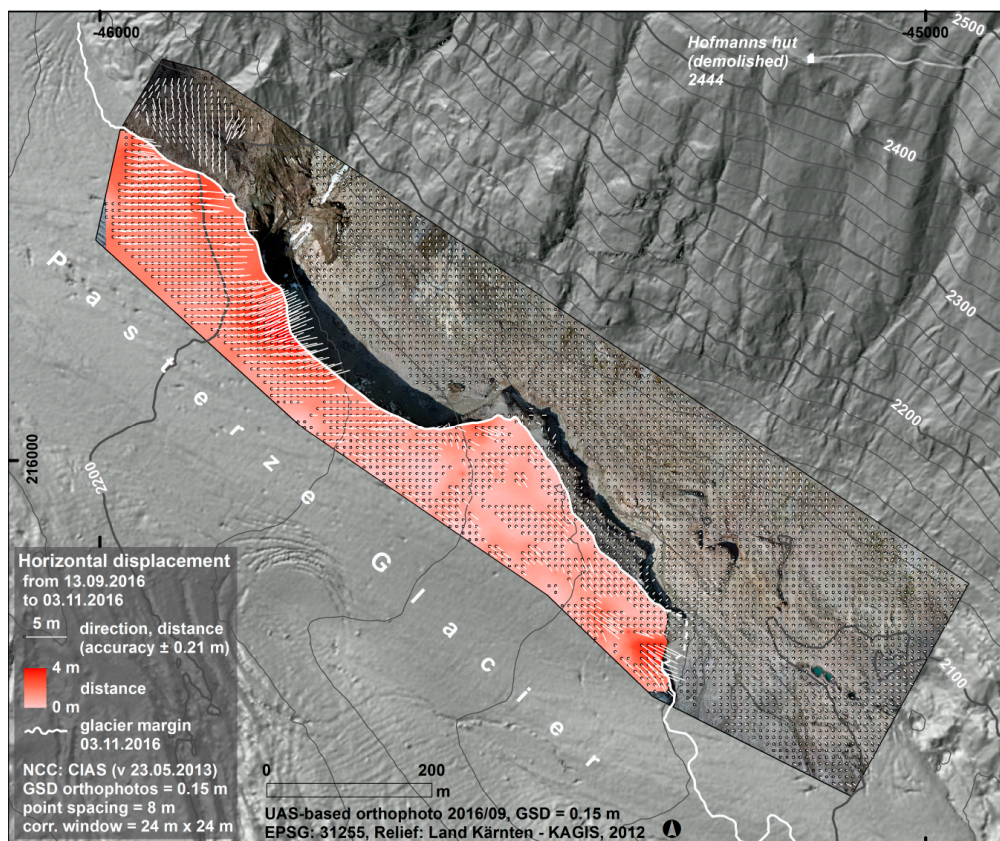 -46000
-45000
2500
Hofmanns hut
(demolished)
2444
2400
2300
2200
2100
216000
2200
Pasterze Glacier
Horizontal displacement
from 13.09.2016
to 03.11.2016
5 m
direction, distance
(accuracy ± 0.21 m)
4 m
distance
0 m
glacier margin
03.11.2016
NCC: CIAS (v 23.05.2013)
GSD orthophotos = 0.15 m
point spacing = 8 m
corr. window = 24 m x 24 m
0 200
m
UAS-based orthophoto 2016/09, GSD = 0.15 m
EPSG: 31255, Relief: Land Kärnten - KAGIS, 2012